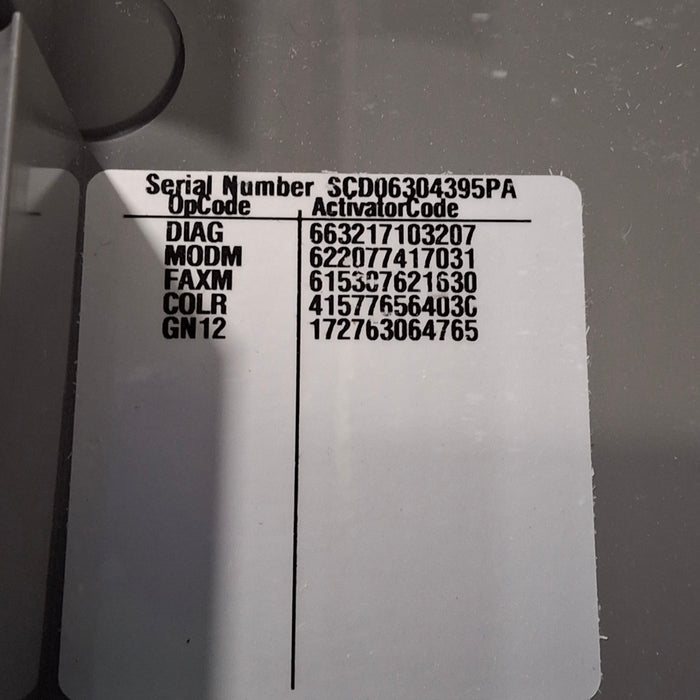 Serial Number SCD06304395PA
OpCode ActivatorCode
DIAG 663217103207
MODM 622077417031
FAXM 615307621630
COLR 415776564030
GN12 172763064765